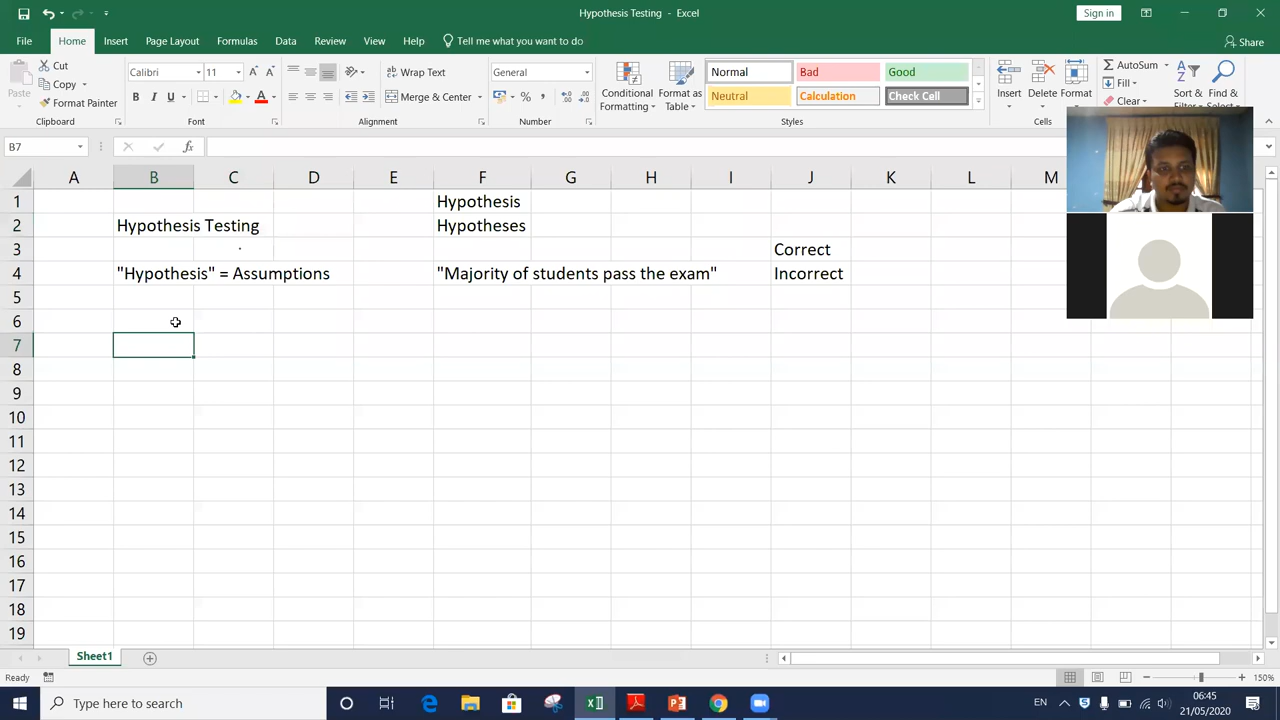 Hypothesis Testing - Excel
Sign in
File Home Insert Page Layout Formulas Data Review View Help Tell me what you want to do Share
Cut
Copy
Format Painter
Paste
Calibri 11
B I U
A A
Wrap Text
Merge & Center
General
% ,
Conditional Formatting
Format as Table
Normal Bad Good
Neutral Calculation Check Cell
Insert Delete Format
AutoSum
Fill
Clear
Sort & Filter
Find & Select
Clipboard Font Alignment Number Styles Cells
B7 fx
A B C D E F G H I J K L M
1 Hypothesis
2 Hypothesis Testing Hypotheses
3 Correct
4 "Hypothesis" = Assumptions "Majority of students pass the exam" Incorrect
5
6
7
8
9
10
11
12
13
14
15
16
17
18
19
Sheet1
Ready 150%
Type here to search
EN
06:45
21/05/2020